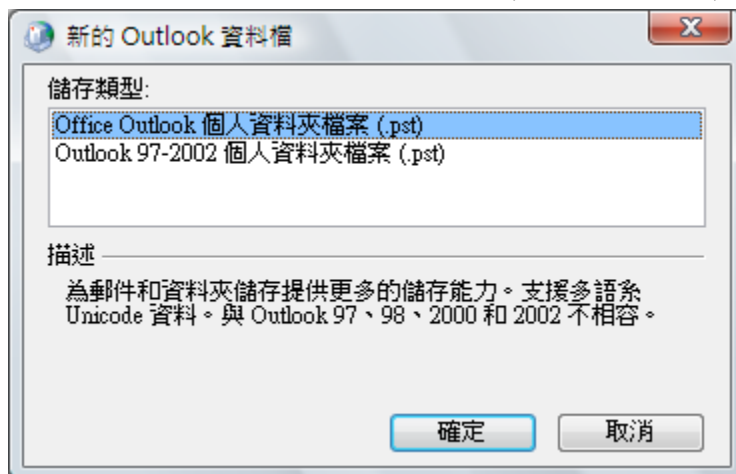 新的 Outlook 資料檔
儲存類型:
Office Outlook 個人資料夾檔案 (.pst)
Outlook 97-2002 個人資料夾檔案 (.pst)
描述
為郵件和資料夾儲存提供更多的儲存能力。支援多語系
Unicode 資料。與 Outlook 97、98、2000 和 2002 不相容。
確定
取消